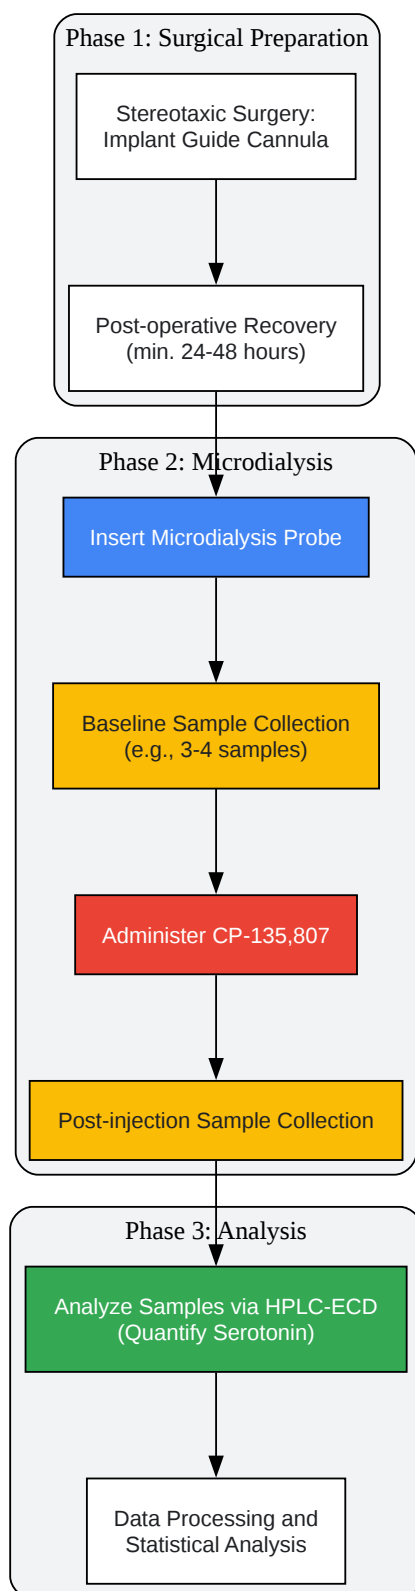 Phase 1: Surgical Preparation
Stereotaxic Surgery:
Implant Guide Cannula
Post-operative Recovery
(min. 24-48 hours)
Phase 2: Microdialysis
Insert Microdialysis Probe
Baseline Sample Collection
(e.g., 3-4 samples)
Administer CP-135,807
Post-injection Sample Collection
Phase 3: Analysis
Analyze Samples via HPLC-ECD
(Quantify Serotonin)
Data Processing and
Statistical Analysis